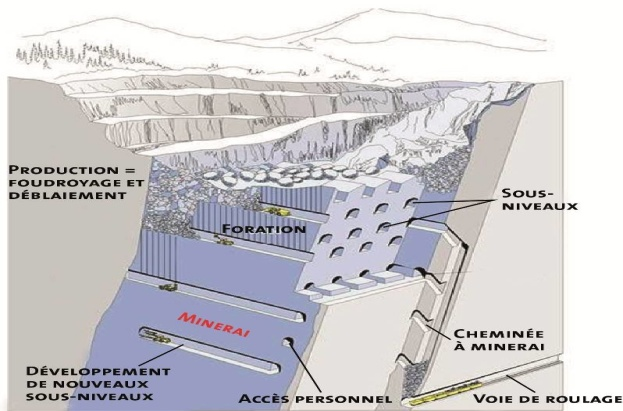 PRODUCTION =
FOUDROYAGE ET
DÉBLAIEMENT
SOUS-
NIVEAUX
FORATION
MINERAI
CHEMINÉE
À MINERAI
DÉVELOPPEMENT
DE NOUVEAUX
SOUS-NIVEAUX
ACCÈS PERSONNEL
VOIE DE ROULAGE